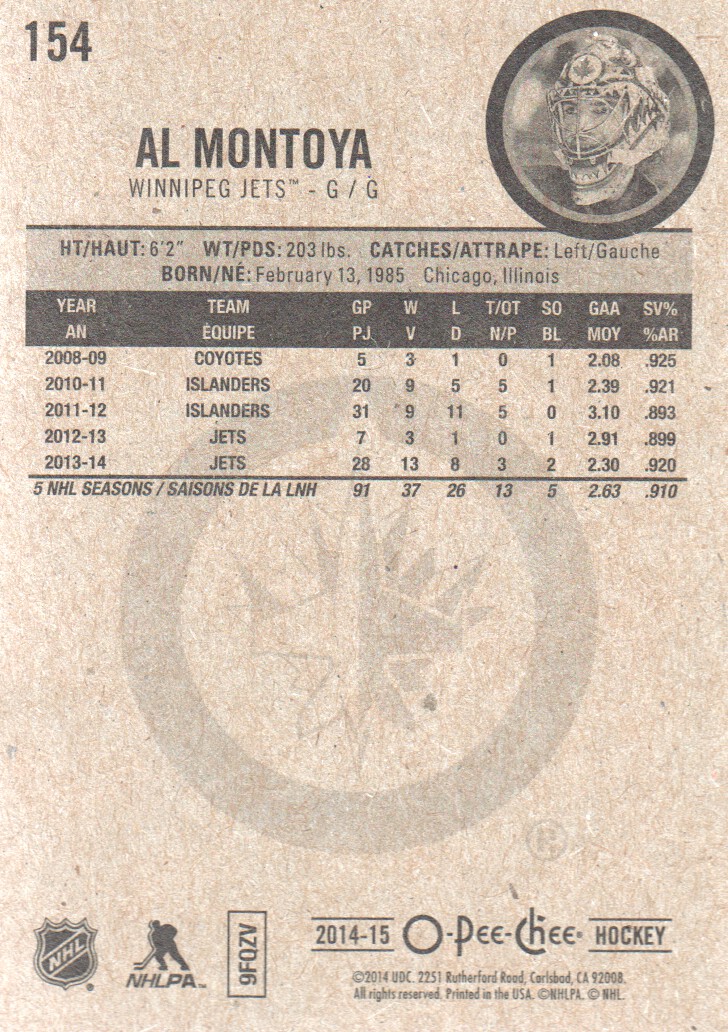 154
AL MONTOYA
WINNIPEG JETS™ - G / G
HT/HAUT: 6'2" WT/PDS: 203 lbs. CATCHES/ATTRAPE: Left/Gauche
BORN/NÉ: February 13, 1985 Chicago, Illinois
YEAR TEAM GP W L T/OT SO GAA SV%
AN ÉQUIPE PJ V D N/P BL MOY %AR
2008-09 COYOTES 5 3 1 0 1 2.08 .925
2010-11 ISLANDERS 20 9 5 5 1 2.39 .921
2011-12 ISLANDERS 31 9 11 5 0 3.10 .893
2012-13 JETS 7 3 1 0 1 2.91 .899
2013-14 JETS 28 13 8 3 2 2.30 .920
5 NHL SEASONS / SAISONS DE LA LNH 91 37 26 13 5 2.63 .910
®
NHL ®
NHLPA™
9FQZV
2014-15 O-Pee-Chee® HOCKEY
©2014 UDC. 2251 Rutherford Road, Carlsbad, CA 92008.
All rights reserved. Printed in the USA. ©NHLPA. © NHL.